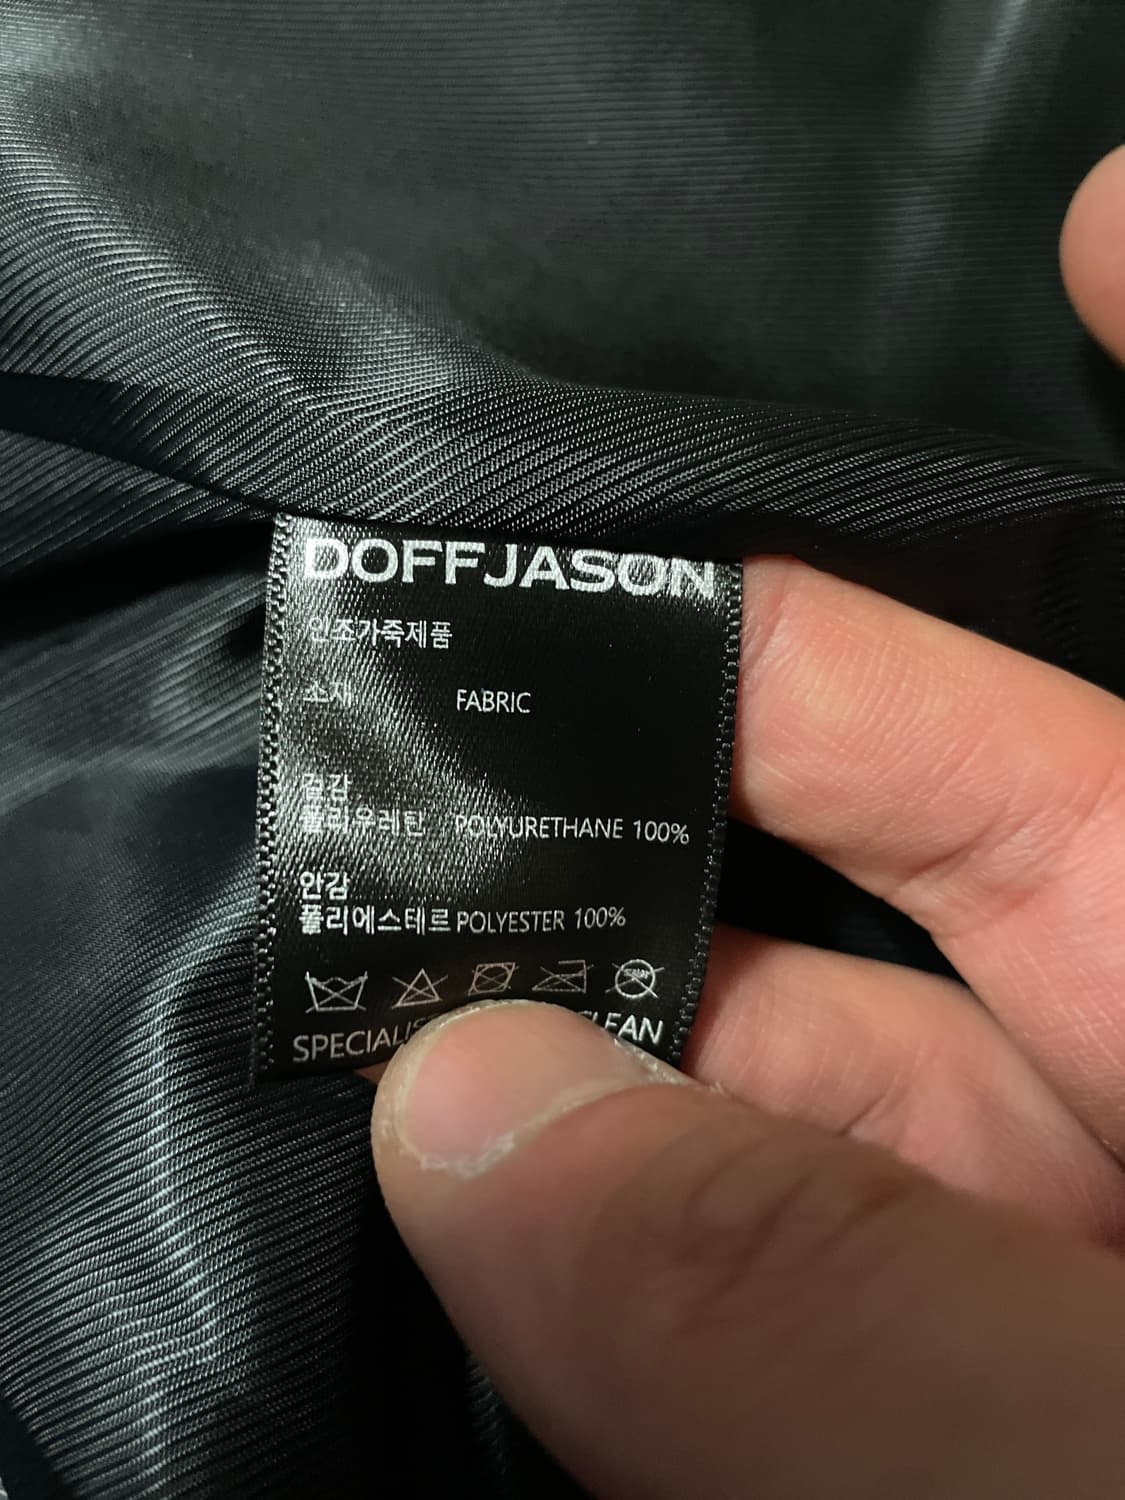 DOFFJASON
인조가죽제품
소재 FABRIC
겉감
폴리우레탄 POLYURETHANE 100%
안감
폴리에스테르 POLYESTER 100%
CLEAN